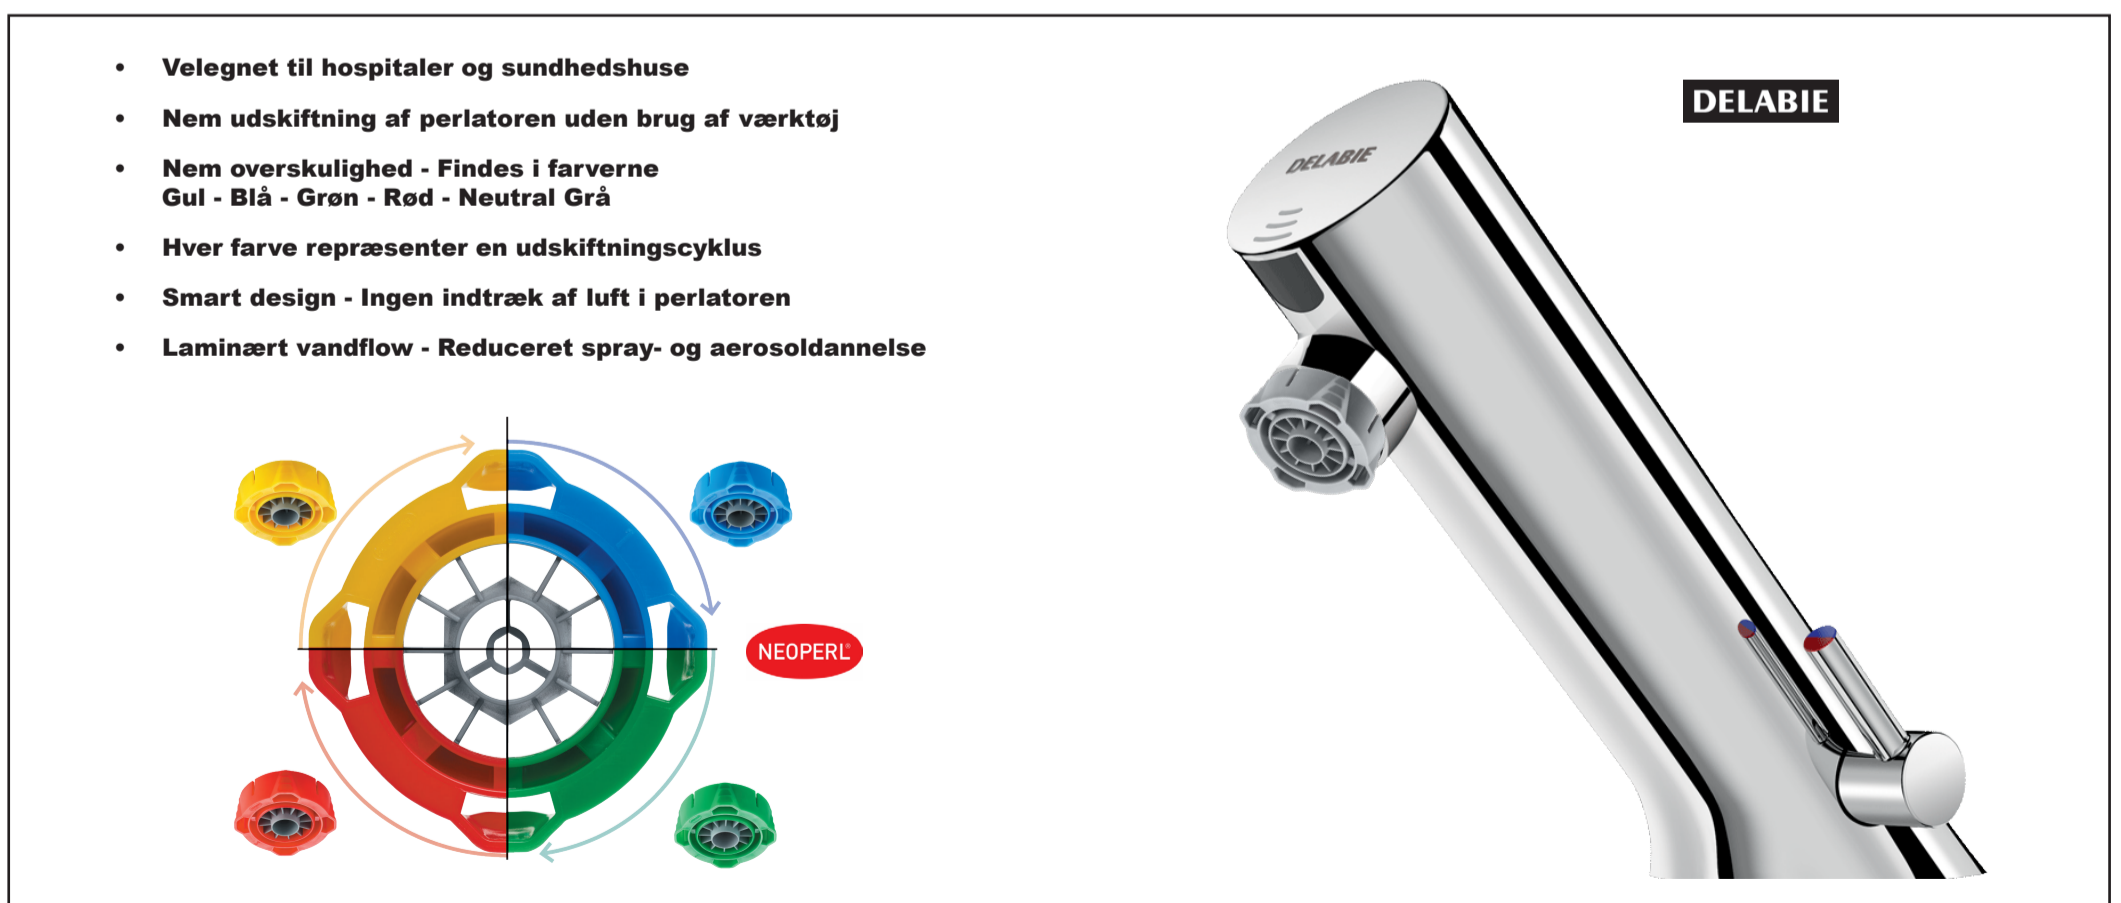 • Velegnet til hospitaler og sundhedshuse
• Nem udskiftning af perlatoren uden brug af værktøj
• Nem overskulighed - Findes i farverne
Gul - Blå - Grøn - Rød - Neutral Grå
• Hver farve repræsenter en udskiftningscyklus
• Smart design - Ingen indtræk af luft i perlatoren
• Laminært vandflow - Reduceret spray- og aerosoldannelse
NEOPERL®
DELABIE
DELABIE